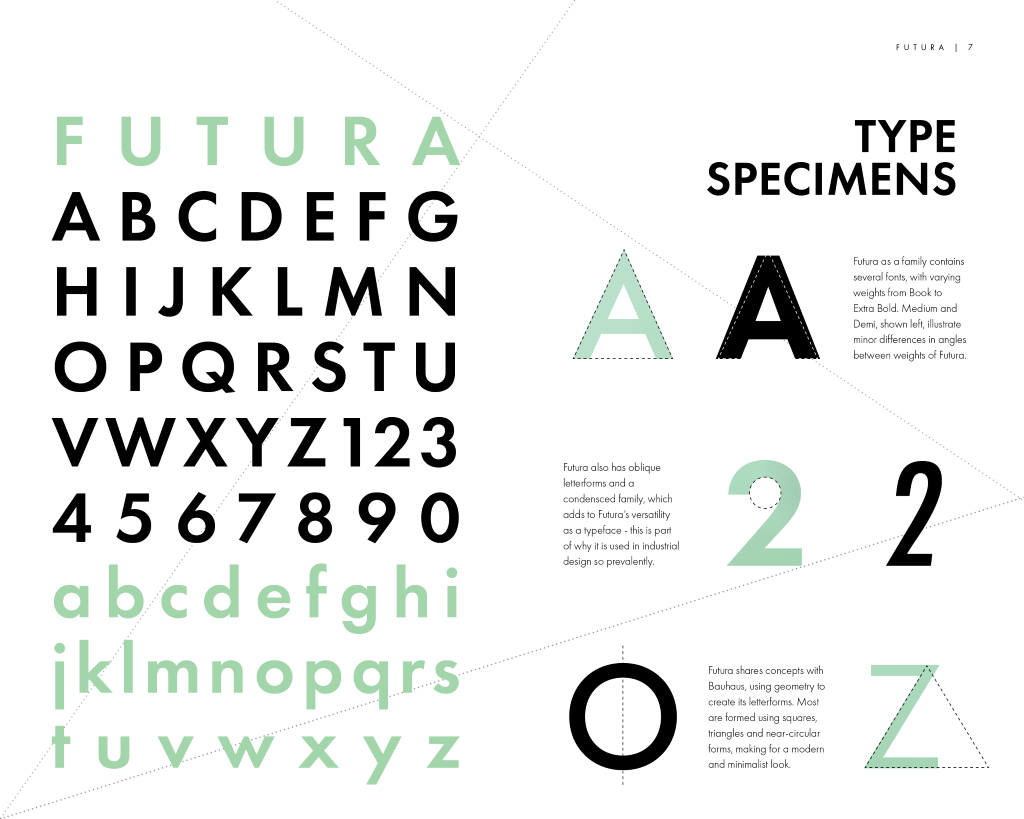 FUTURA | 7
FUTURA
ABCDEFG
HIJKLMN
OPQRSTU
VWXYZ123
4567890
abcdefghi
jklmnopqrs
tuvwxyz
TYPE
SPECIMENS
A A
Futura as a family contains
several fonts, with varying
weights from Book to
Extra Bold. Medium and
Demi, shown left, illustrate
minor differences in angles
between weights of Futura.
Futura also has oblique
letterforms and a
condensced family, which
adds to Futura's versatility
as a typeface - this is part
of why it is used in industrial
design so prevalently.
2 2
O
Futura shares concepts with
Bauhaus, using geometry to
create its letterforms. Most
are formed using squares,
triangles and near-circular
forms, making for a modern
and minimalist look.
Z